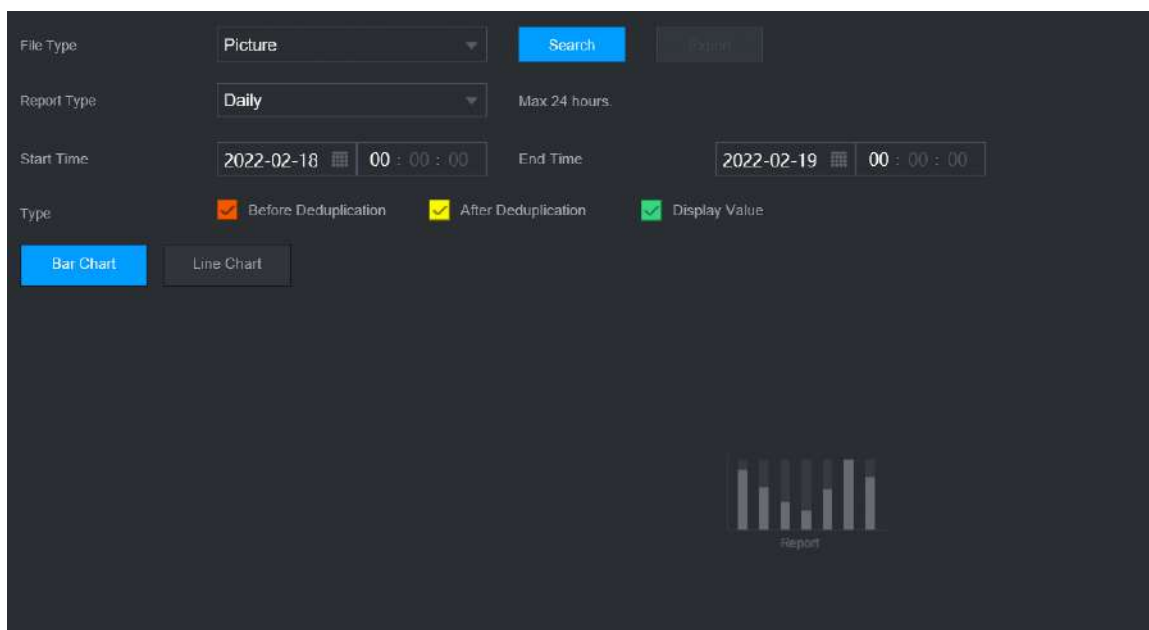 File Type Picture Search Export
Report Type Daily Max 24 hours.
Start Time 2022-02-18 00 : 00 : 00 End Time 2022-02-19 00 : 00 : 00
Type Before Deduplication After Deduplication Display Value
Bar Chart Line Chart
Report